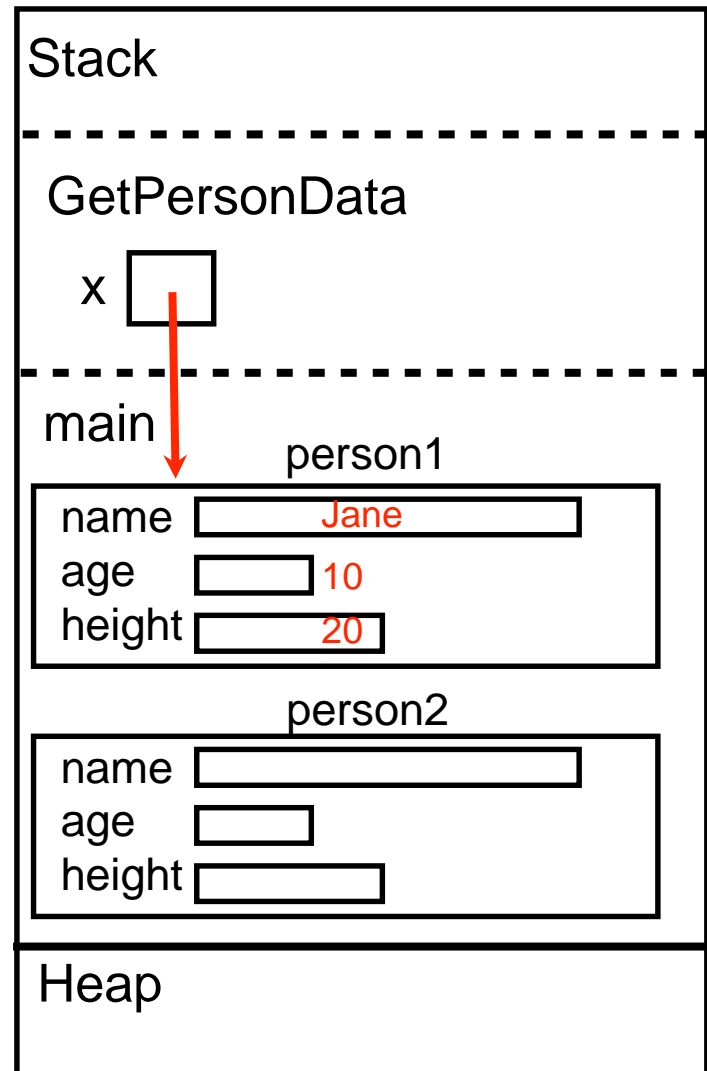 Stack
GetPersonData
x
main
person1
name Jane
age 10
height 20
person2
name
age
height
Heap